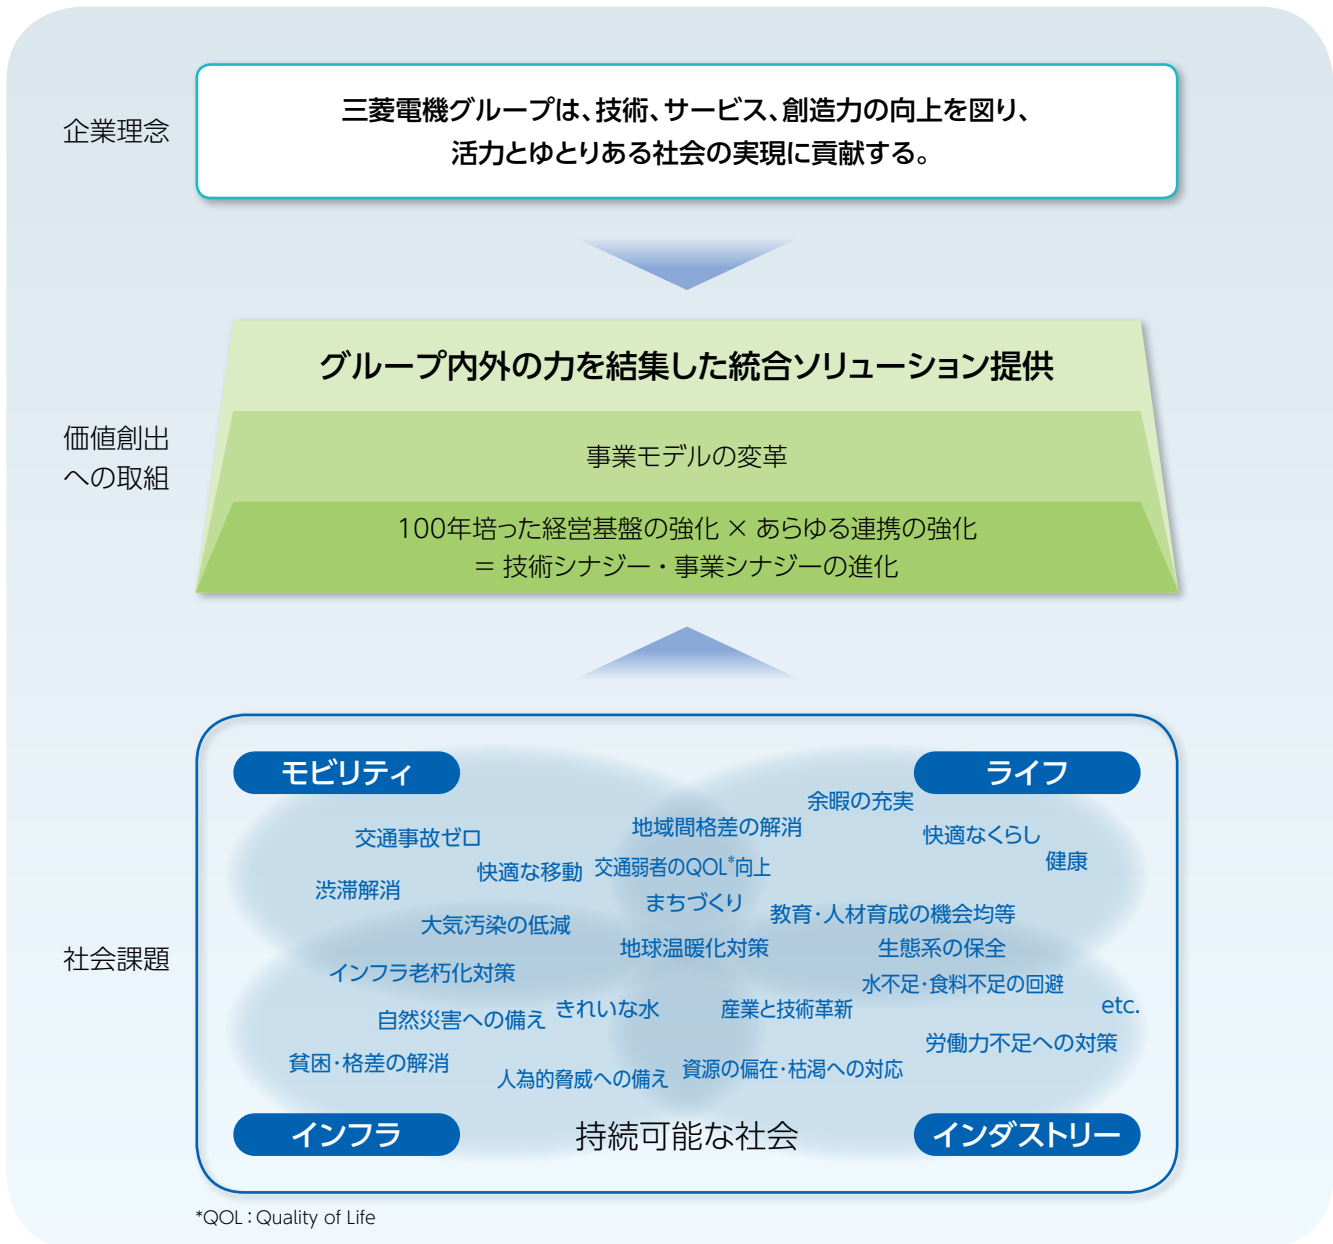 企業理念
三菱電機グループは、技術、サービス、創造力の向上を図り、
活力とゆとりある社会の実現に貢献する。
価値創出
への取組
グループ内外の力を結集した統合ソリューション提供
事業モデルの変革
100年培った経営基盤の強化 × あらゆる連携の強化
= 技術シナジー・事業シナジーの進化
社会課題
モビリティ
ライフ
余暇の充実
地域間格差の解消
交通事故ゼロ
快適なくらし
健康
快適な移動
交通弱者のQOL*向上
渋滞解消
まちづくり
教育・人材育成の機会均等
大気汚染の低減
地球温暖化対策
生態系の保全
インフラ老朽化対策
水不足・食料不足の回避
自然災害への備え
きれいな水
産業と技術革新
etc.
労働力不足への対策
貧困・格差の解消
人為的脅威への備え
資源の偏在・枯渇への対応
インフラ
持続可能な社会
インダストリー
*QOL：Quality of Life